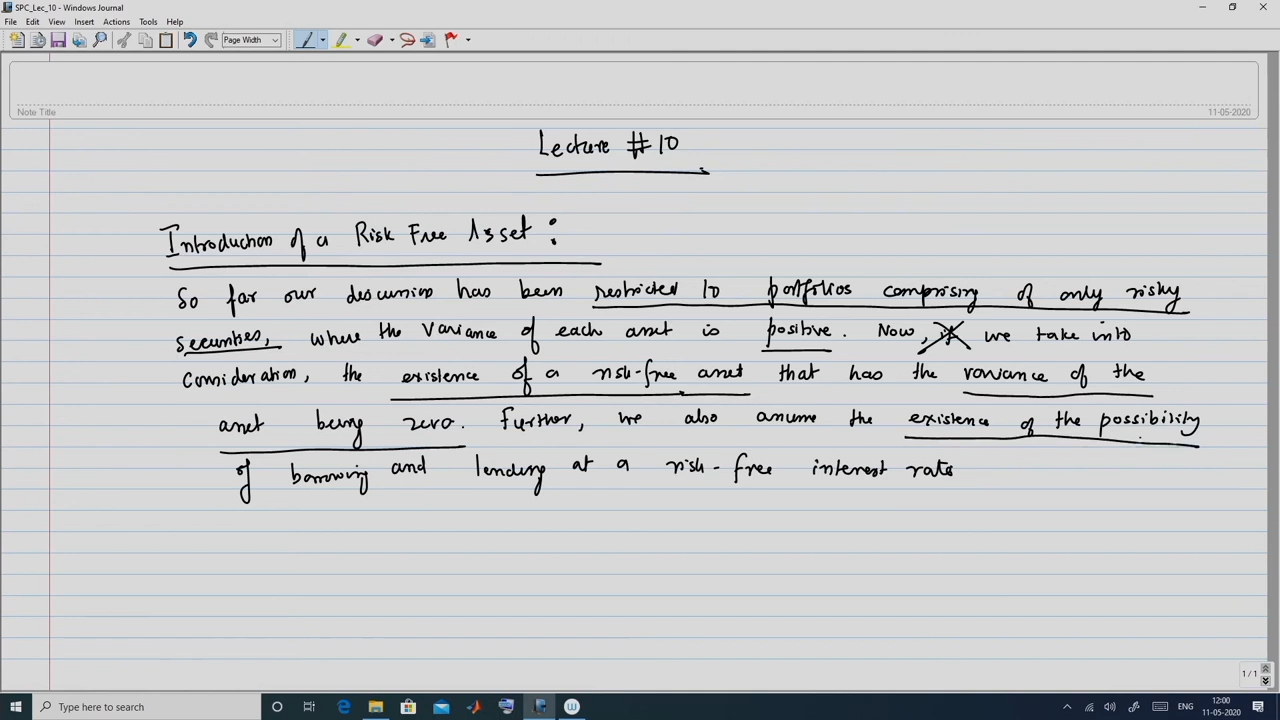 SPC_Lec_10 - Windows Journal
File Edit View Insert Actions Tools Help
Page Width
Note Title
11-05-2020
Lecture #10
Introduction of a Risk Free Asset :
So far our discussion has been restricted to portfolios comprising of only risky
securities, where the variance of each asset is positive. Now, if we take into
consideration, the existence of a risk-free asset that has the variance of the
asset being zero. Further, we also assume the existence of the possibility
of borrowing and lending at a risk-free interest rate
1/1
Type here to search
ENG
12:00
11-05-2020